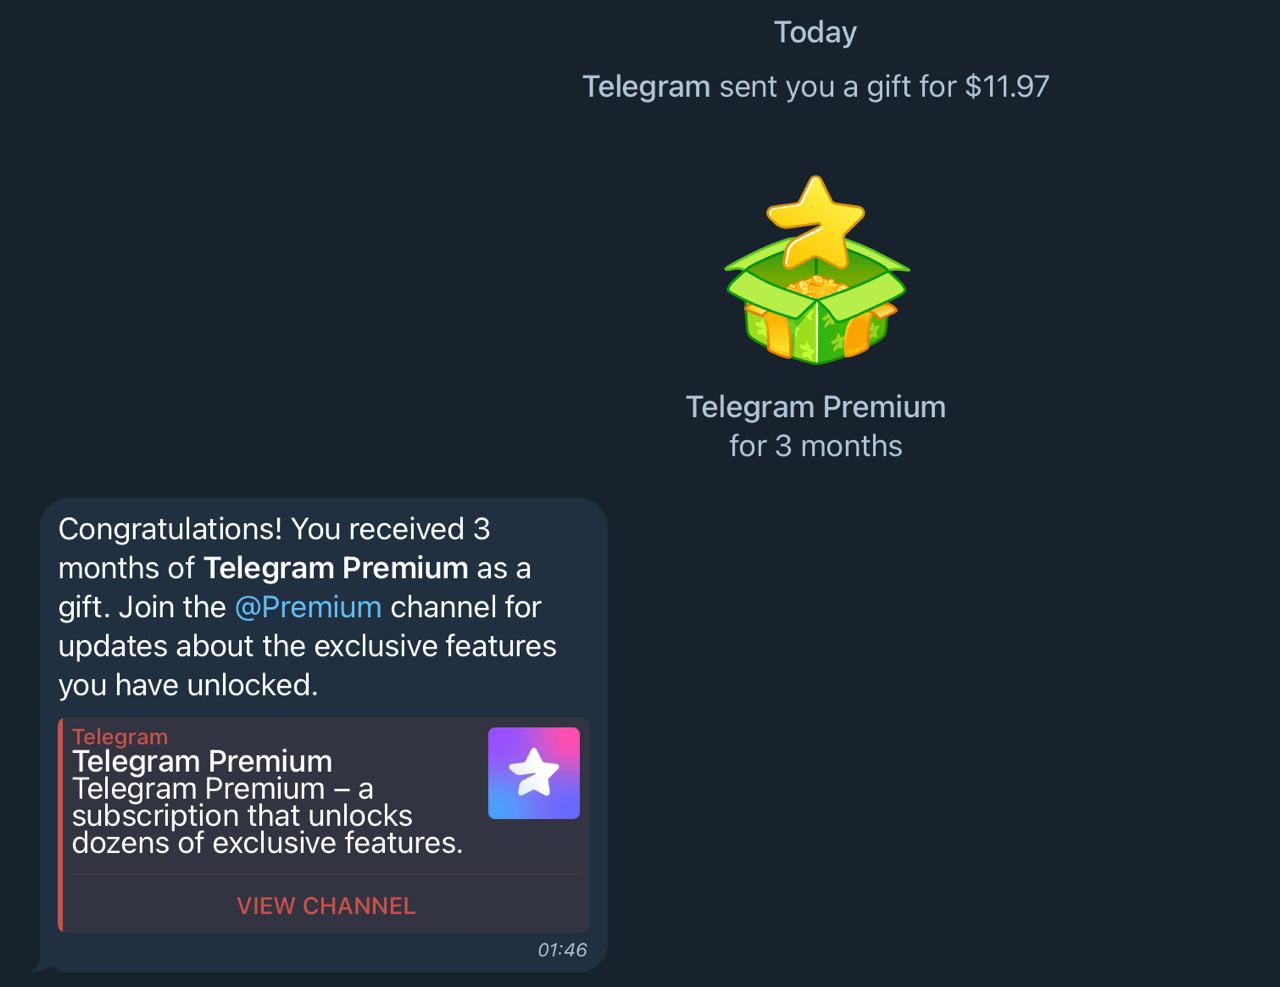 Today
Telegram sent you a gift for $11.97
Telegram Premium
for 3 months
Congratulations! You received 3
months of Telegram Premium as a
gift. Join the @Premium channel for
updates about the exclusive features
you have unlocked.
Telegram
Telegram Premium
Telegram Premium – a
subscription that unlocks
dozens of exclusive features.
VIEW CHANNEL
01:46